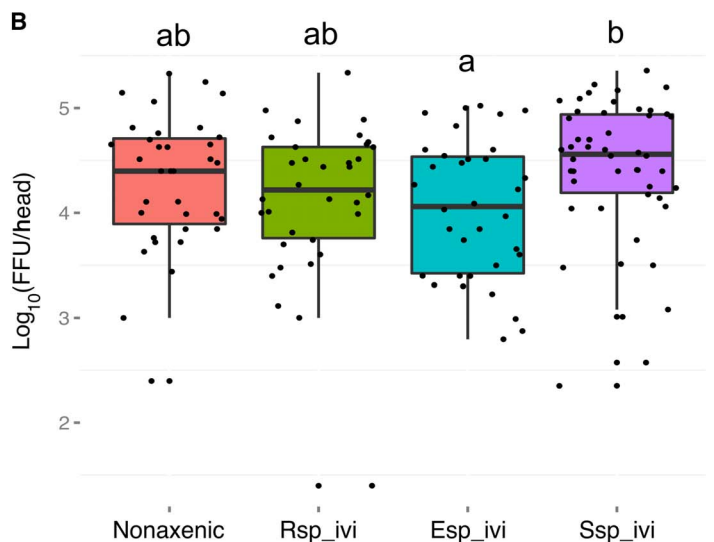 B
ab ab a b
5
4
3
2
Log10(FFU/head)
Nonaxenic Rsp_ivi Esp_ivi Ssp_ivi